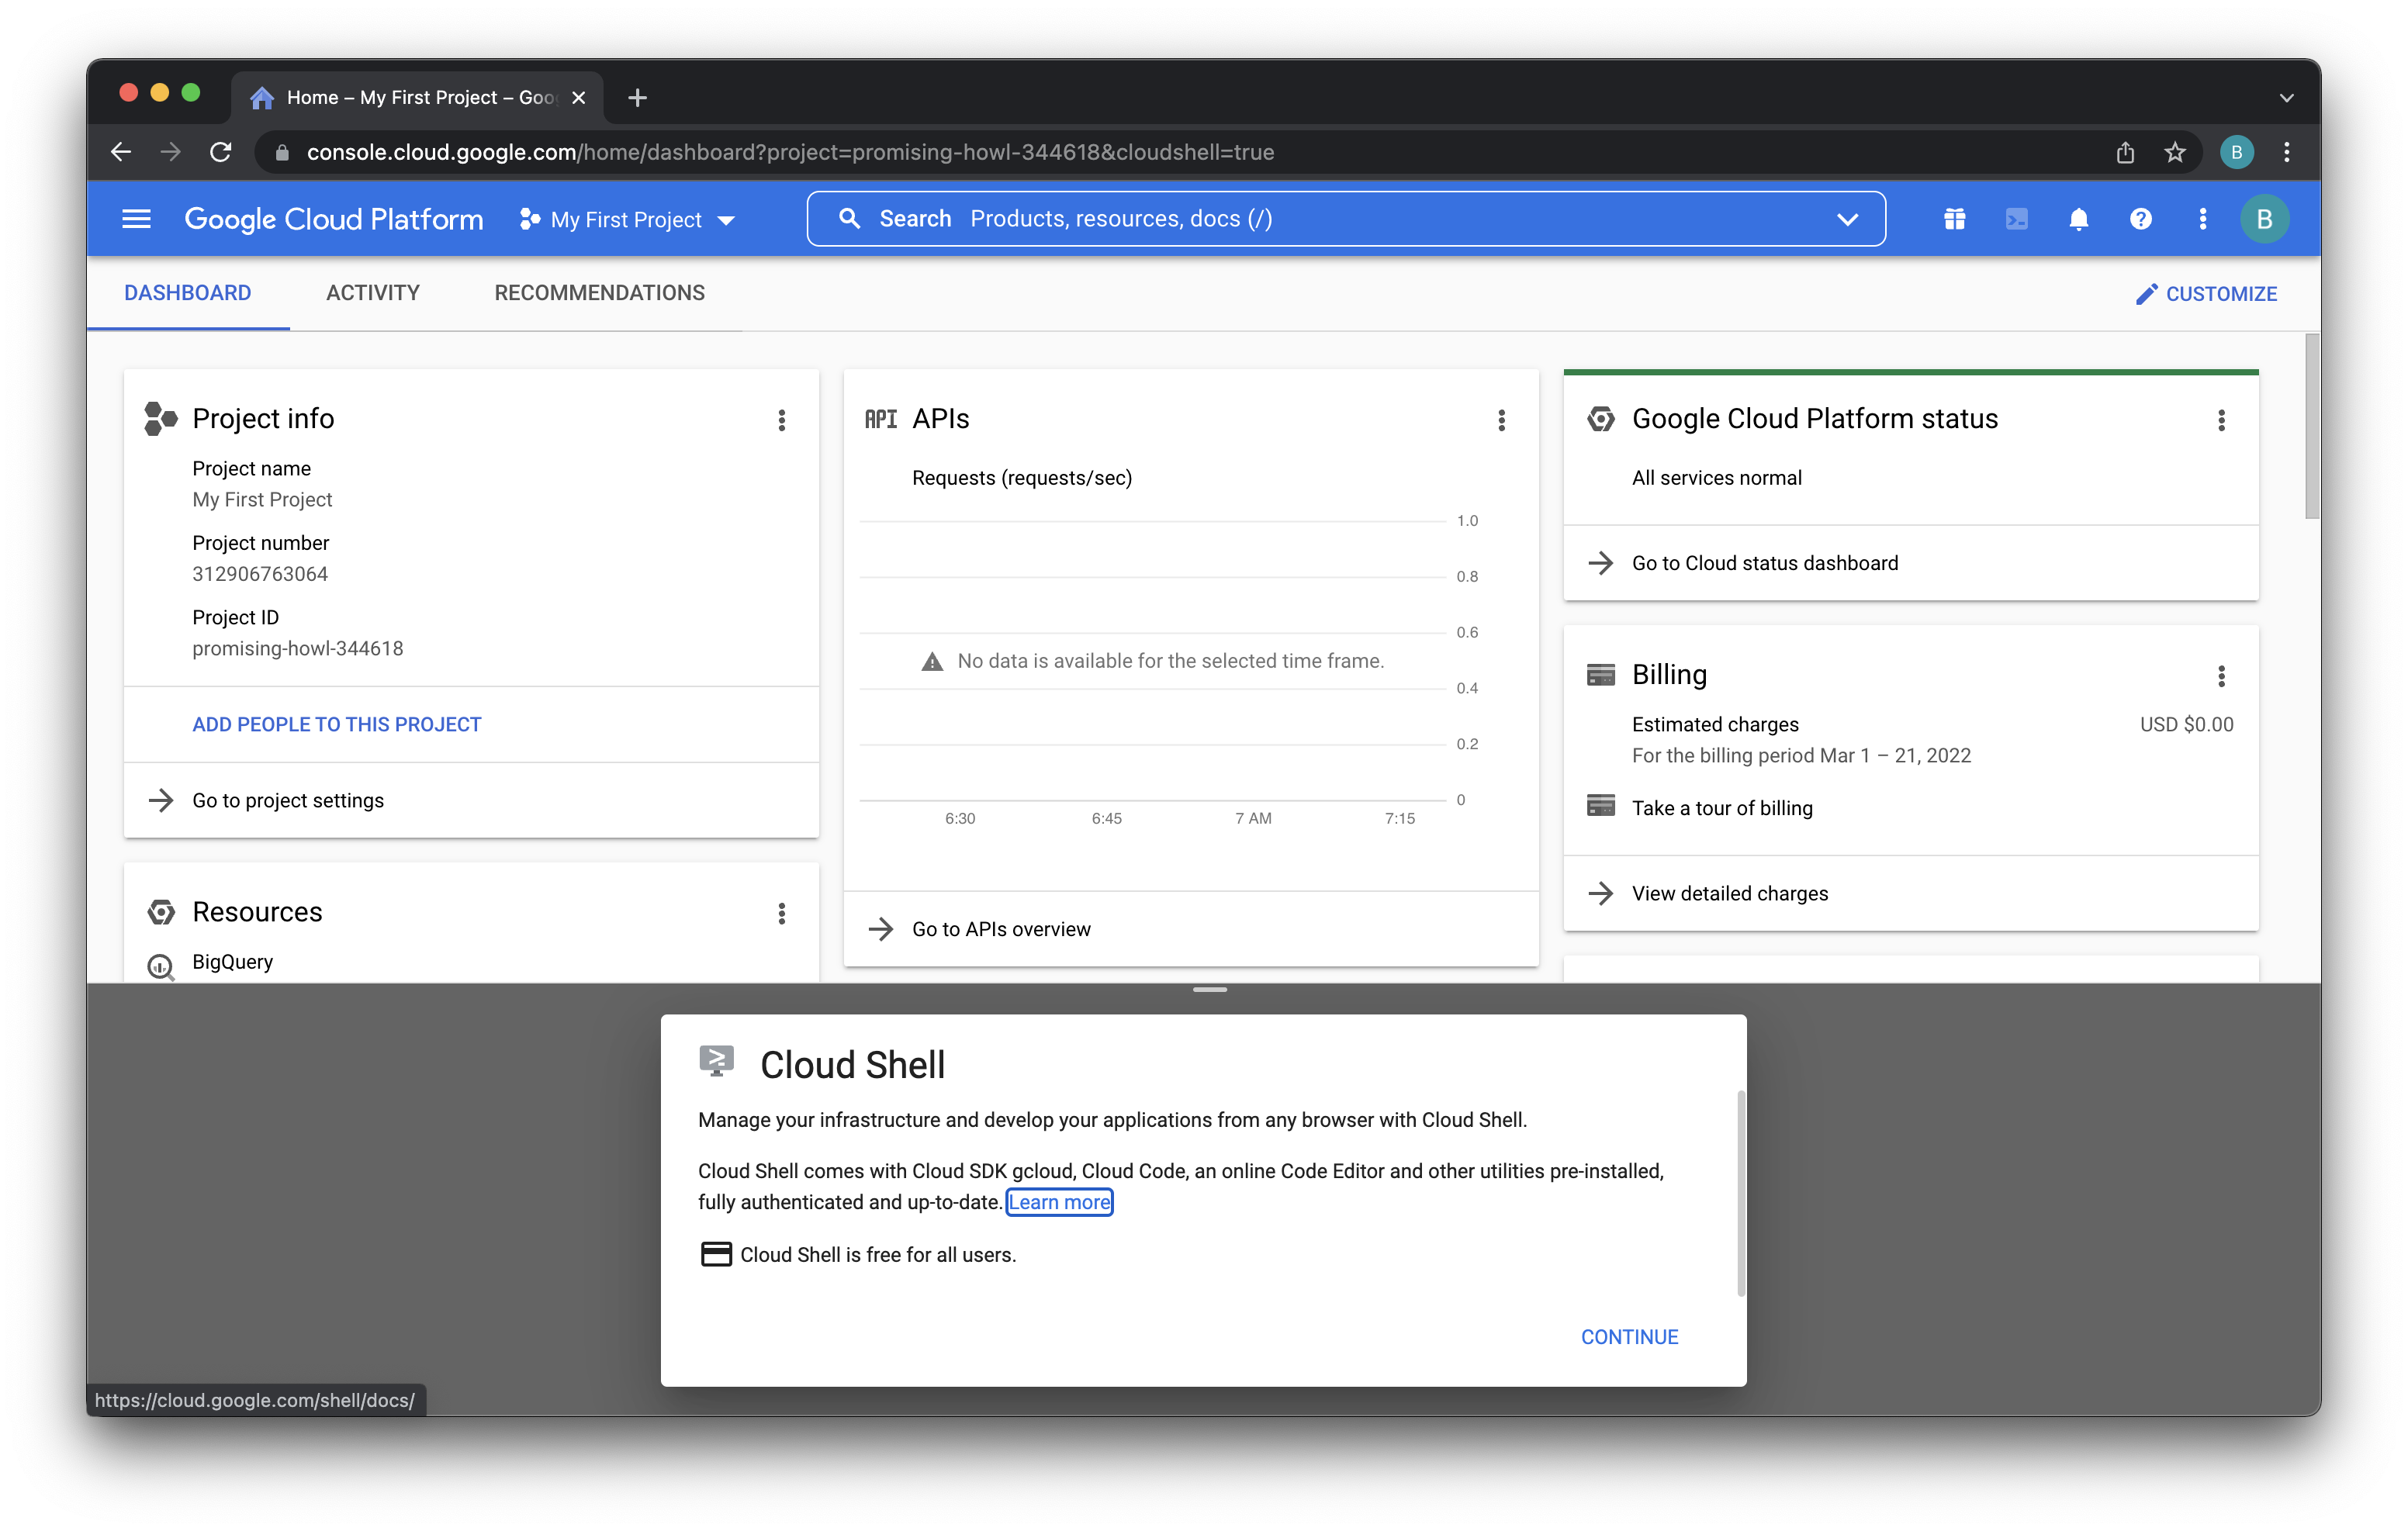 Home – My First Project – Goo
console.cloud.google.com/home/dashboard?project=promising-howl-344618&cloudshell=true
B
Google Cloud Platform
My First Project
Search Products, resources, docs (/)
B
DASHBOARD
ACTIVITY
RECOMMENDATIONS
CUSTOMIZE
Project info
Project name
My First Project
Project number
312906763064
Project ID
promising-howl-344618
ADD PEOPLE TO THIS PROJECT
Go to project settings
Resources
BigQuery
API APIs
Requests (requests/sec)
1.0
0.8
0.6
No data is available for the selected time frame.
0.4
0.2
0
6:30 6:45 7 AM 7:15
Go to APIs overview
Google Cloud Platform status
All services normal
Go to Cloud status dashboard
Billing
Estimated charges USD $0.00
For the billing period Mar 1 – 21, 2022
Take a tour of billing
View detailed charges
Cloud Shell
Manage your infrastructure and develop your applications from any browser with Cloud Shell.
Cloud Shell comes with Cloud SDK gcloud, Cloud Code, an online Code Editor and other utilities pre-installed,
fully authenticated and up-to-date. Learn more
Cloud Shell is free for all users.
CONTINUE
https://cloud.google.com/shell/docs/